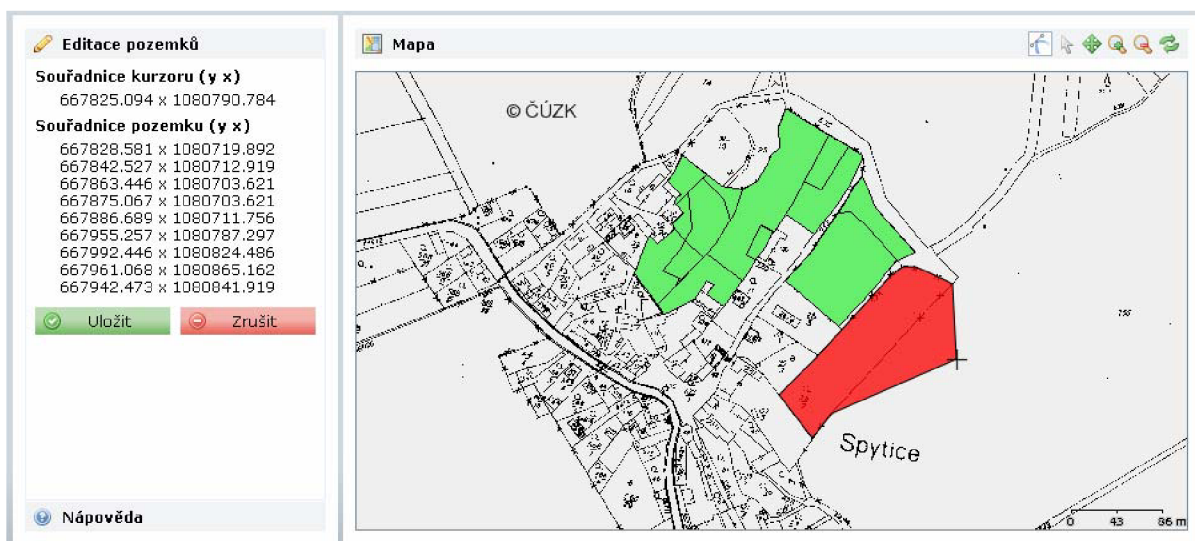 Editace pozemků
Souřadnice kurzoru (y x)
667825.094 x 1080790.784
Souřadnice pozemku (y x)
667828.581 x 1080719.892
667842.527 x 1080712.919
667863.446 x 1080703.621
667875.067 x 1080703.621
667886.689 x 1080711.756
667955.257 x 1080787.297
667992.446 x 1080824.486
667961.068 x 1080865.162
667942.473 x 1080841.919
Uložit
Zrušit
Nápověda
Mapa
© ČÚZK
Spytice
0 43 86 m